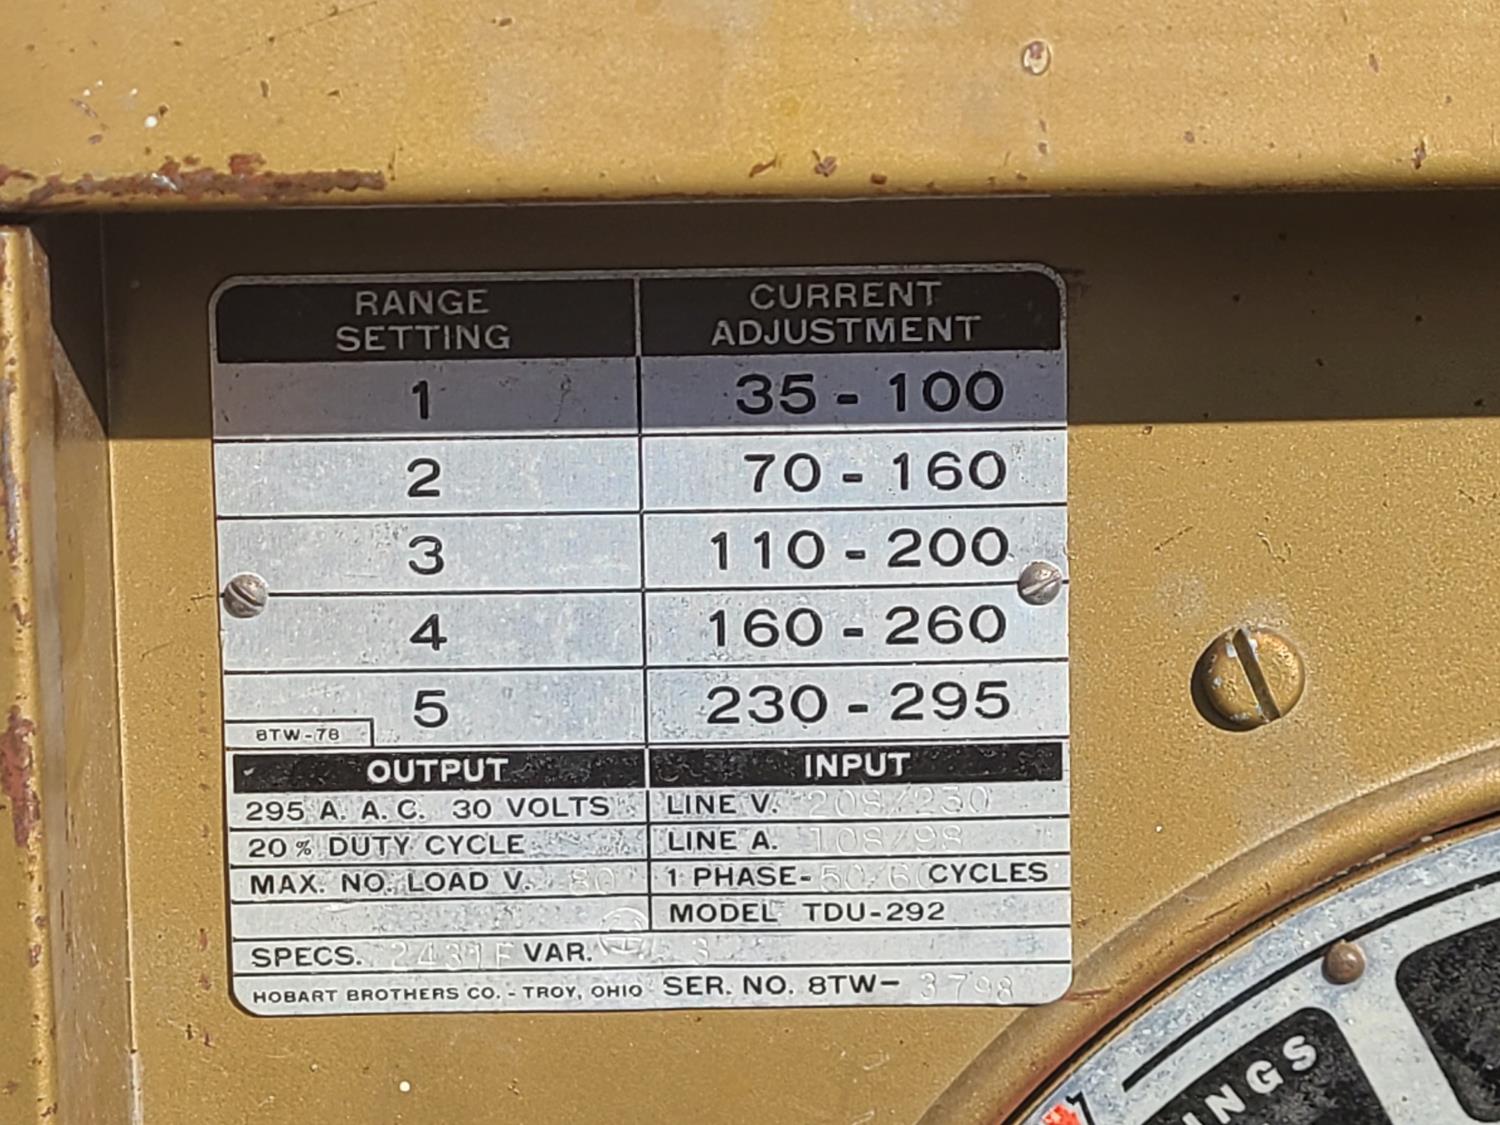 RANGE SETTING
CURRENT ADJUSTMENT
1 35 - 100
2 70 - 160
3 110 - 200
4 160 - 260
5 230 - 295
8TW-78
OUTPUT INPUT
295 A. A.C. 30 VOLTS LINE V. 208/230
20% DUTY CYCLE LINE A. 108/98
MAX. NO. LOAD V. 80 1 PHASE- 50/60 CYCLES
MODEL TDU-292
SPECS. 2431F VAR. 3
HOBART BROTHERS CO. - TROY, OHIO SER. NO. 8TW- 3798